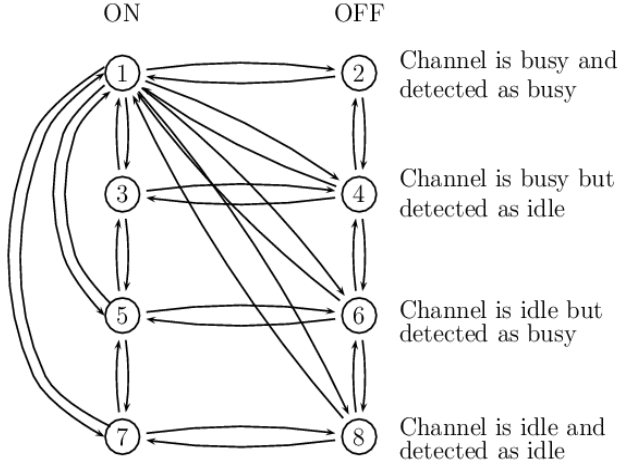 ON OFF
1 2 Channel is busy and
detected as busy
3 4 Channel is busy but
detected as idle
5 6 Channel is idle but
detected as busy
7 8 Channel is idle and
detected as idle